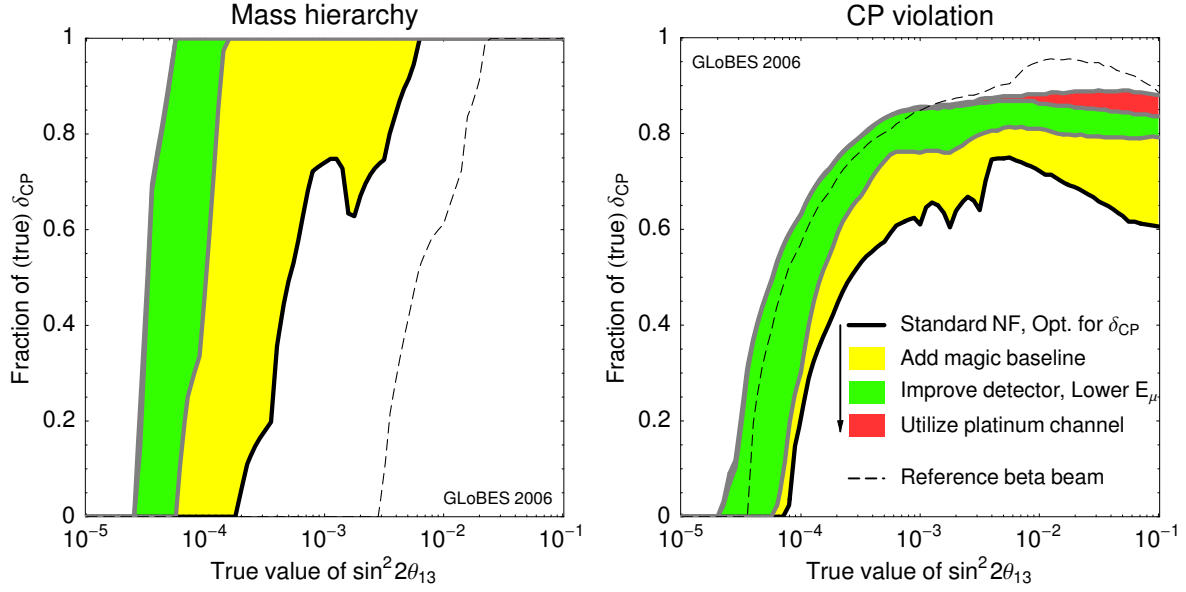 Mass hierarchy
1
0.8
0.6
0.4
0.2
0
Fraction of (true) δCP
GLoBES 2006
10⁻⁵ 10⁻⁴ 10⁻³ 10⁻² 10⁻¹
True value of sin² 2θ₁₃
CP violation
GLoBES 2006
1
0.8
0.6
0.4
0.2
0
Fraction of (true) δCP
Standard NF, Opt. for δCP
Add magic baseline
Improve detector, Lower Eμ
Utilize platinum channel
Reference beta beam
10⁻⁵ 10⁻⁴ 10⁻³ 10⁻² 10⁻¹
True value of sin² 2θ₁₃